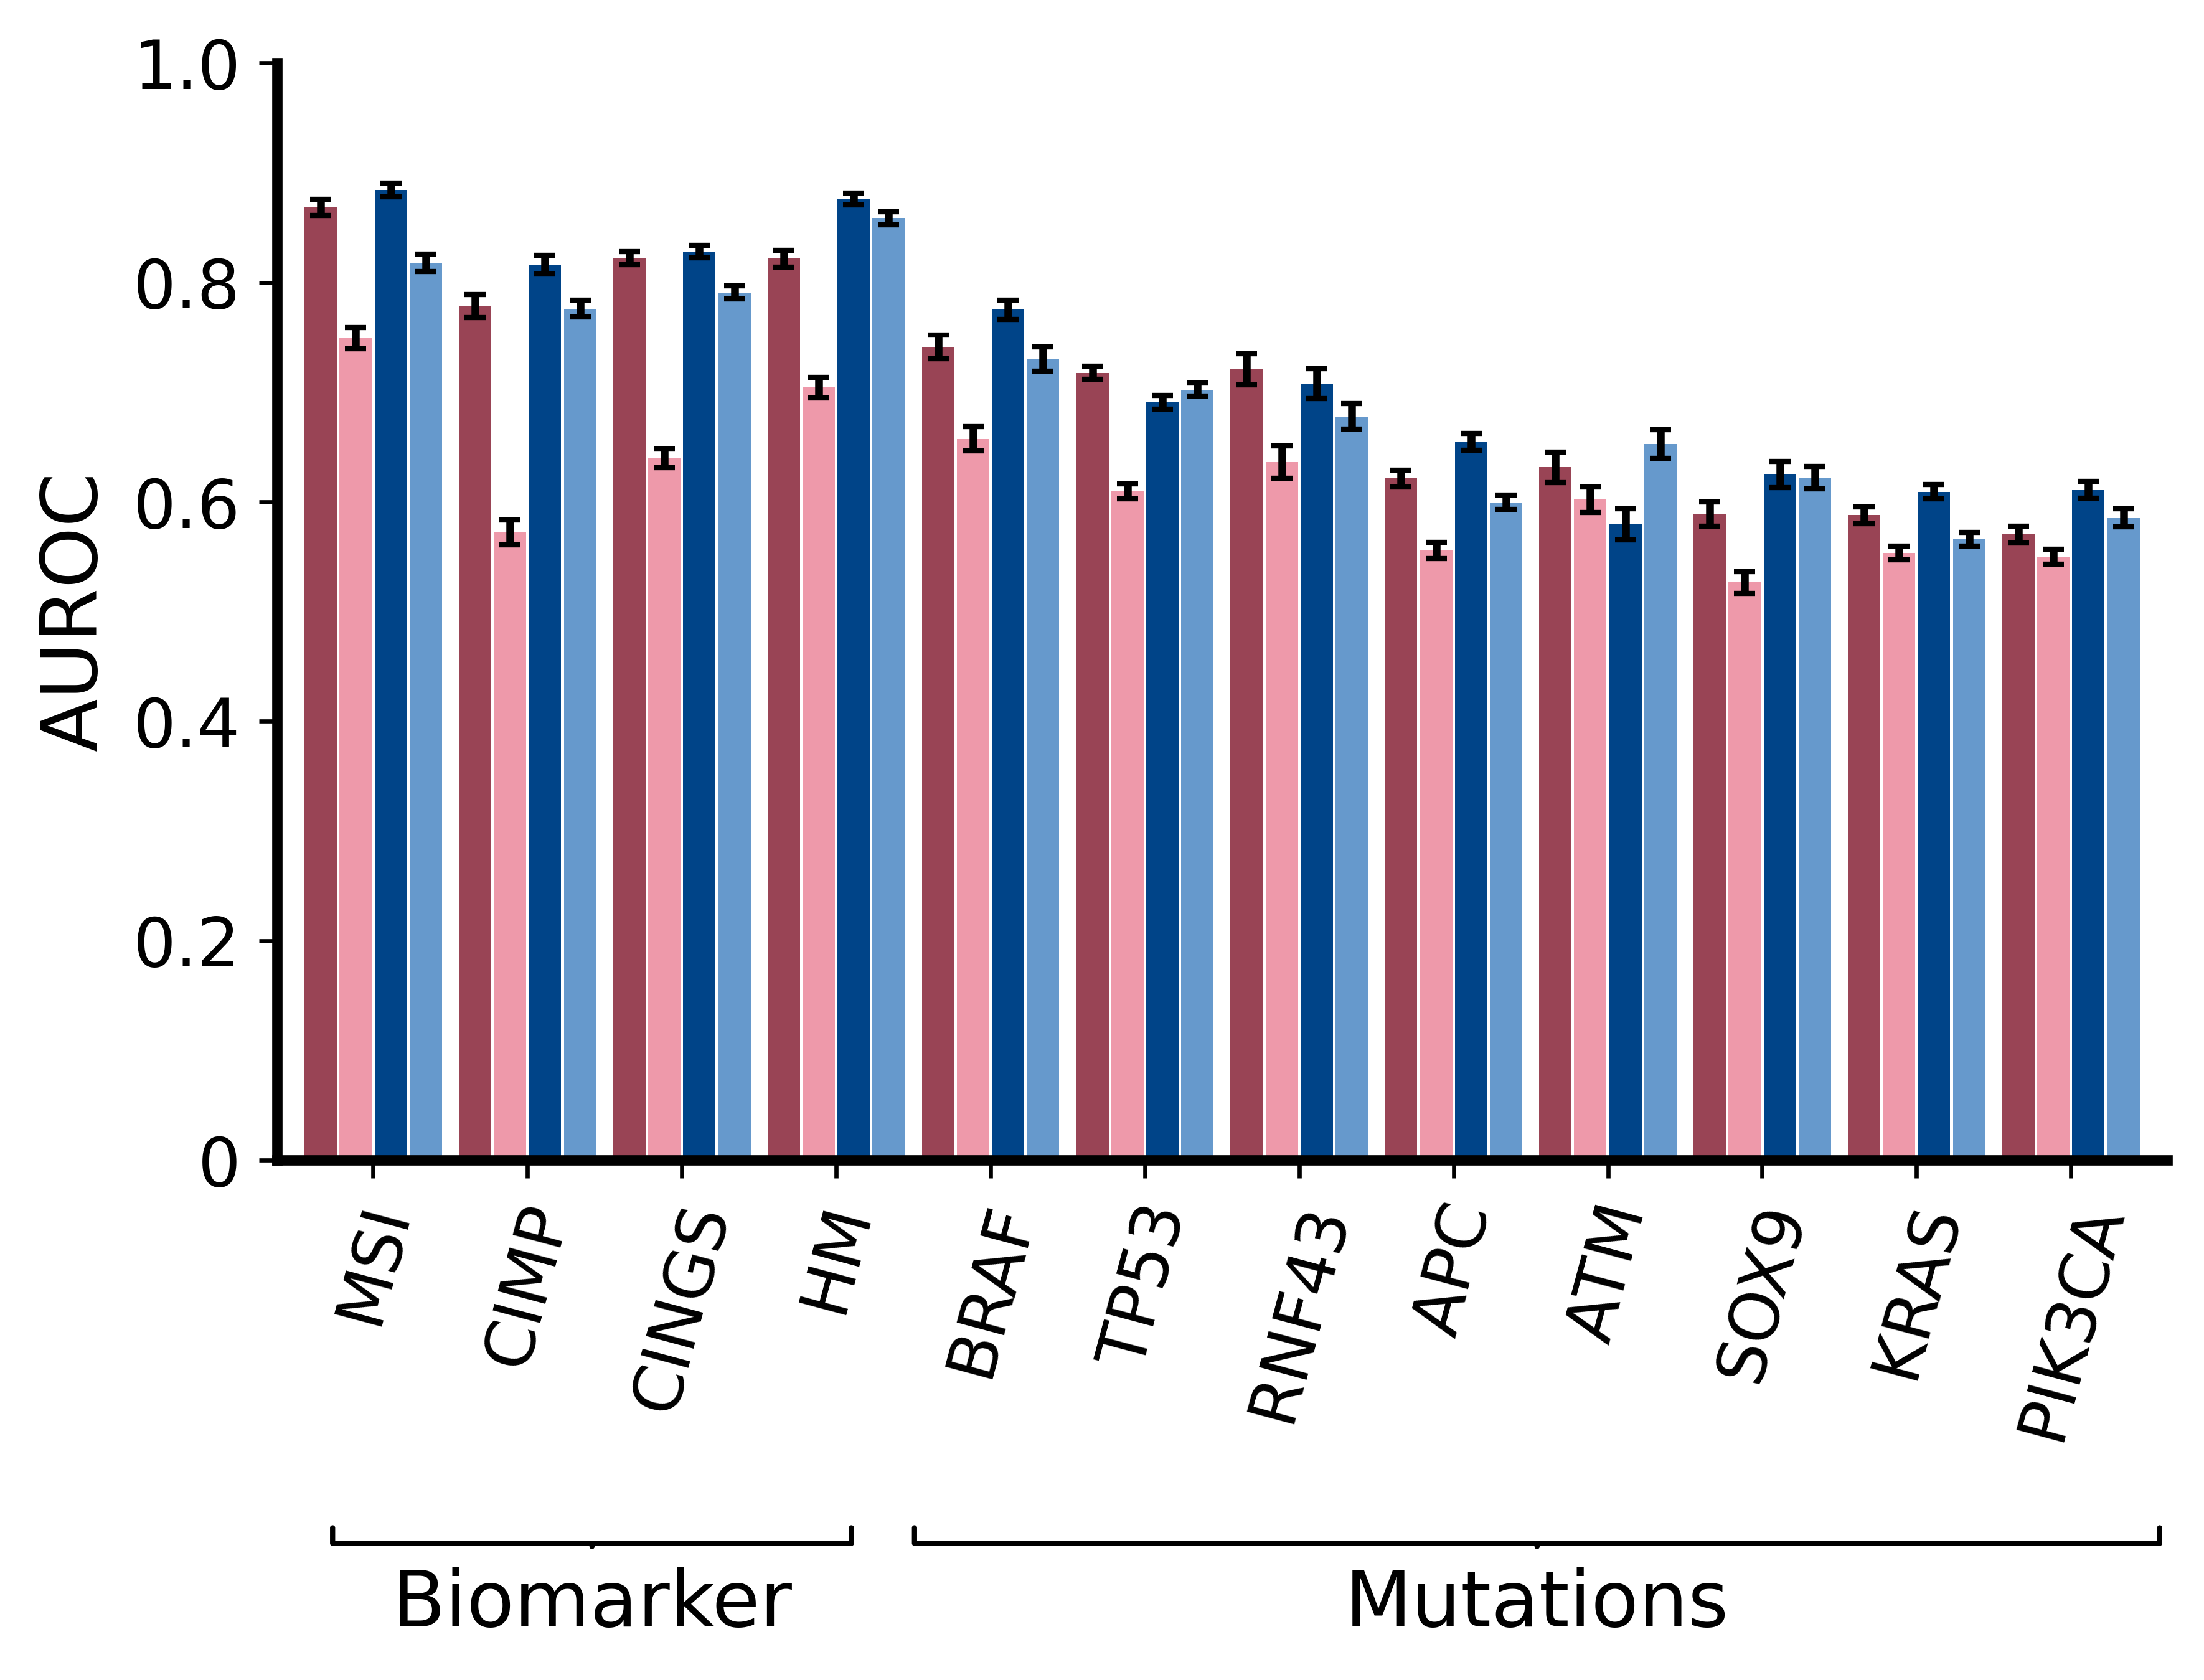 AUROC
1.0
0.8
0.6
0.4
0.2
0
MSI
CIMP
CINGS
HM
BRAF
TP53
RNF43
APC
ATM
SOX9
KRAS
PIK3CA
Biomarker
Mutations